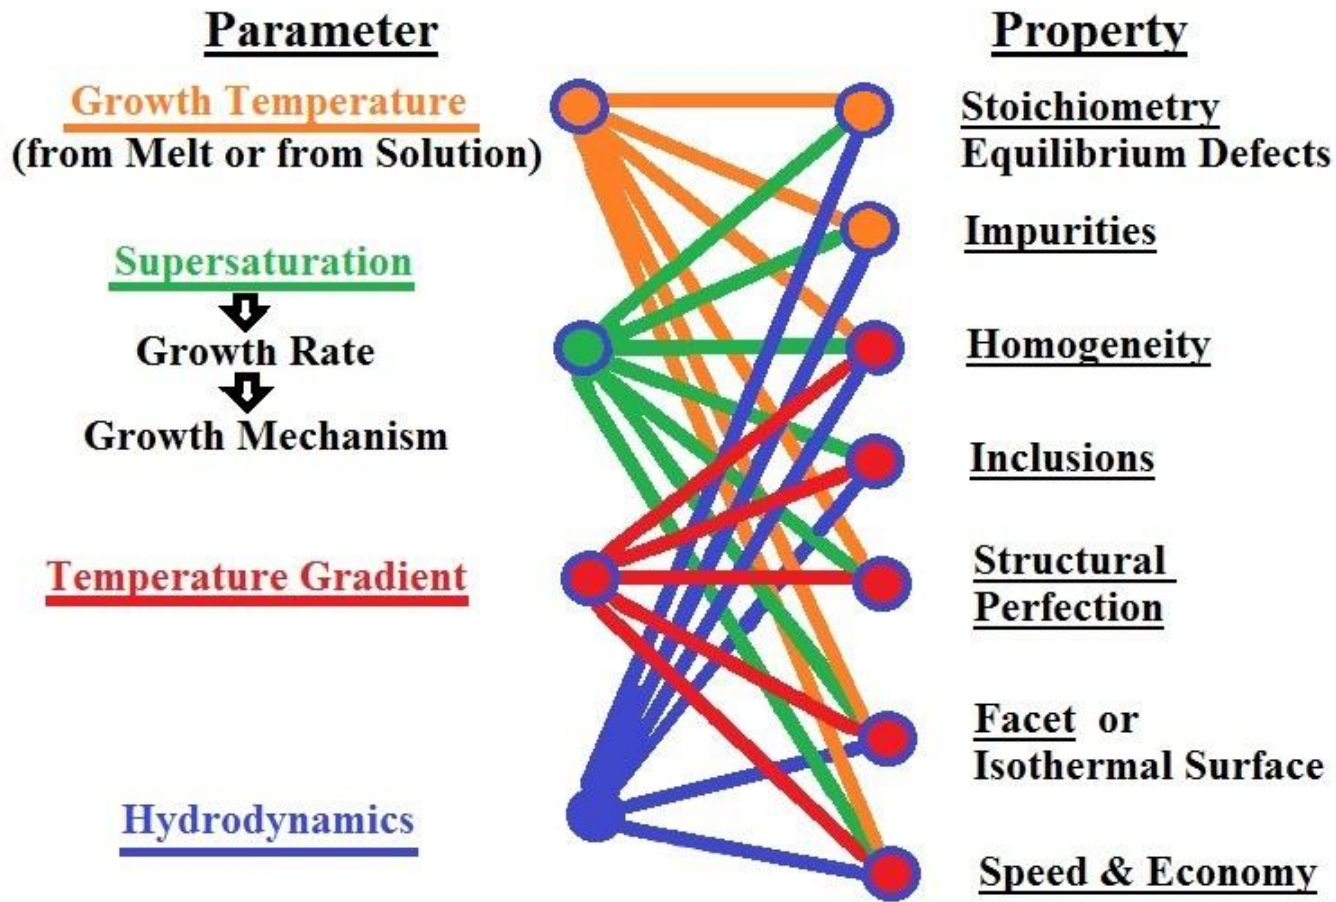 Parameter
Growth Temperature
(from Melt or from Solution)
Supersaturation
Growth Rate
Growth Mechanism
Temperature Gradient
Hydrodynamics
Property
Stoichiometry
Equilibrium Defects
Impurities
Homogeneity
Inclusions
Structural
Perfection
Facet or
Isothermal Surface
Speed & Economy